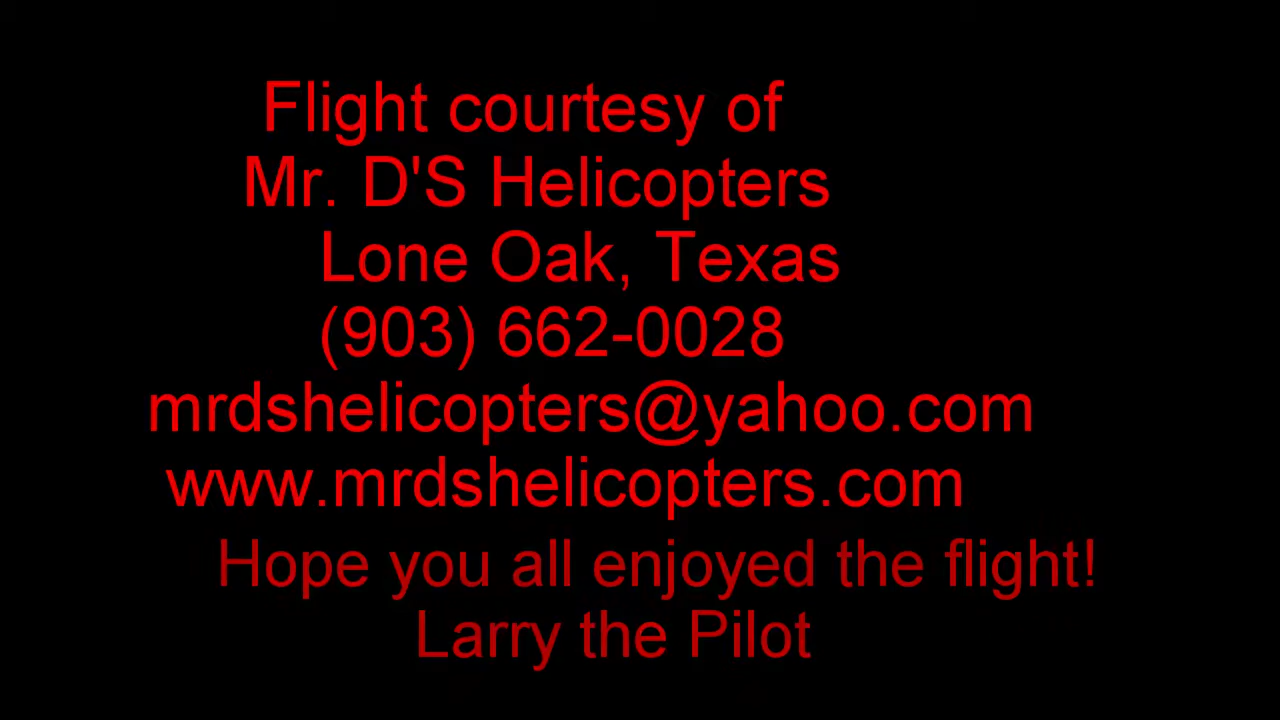 Flight courtesy of
Mr. D'S Helicopters
Lone Oak, Texas
(903) 662-0028
mrdshelicopters@yahoo.com
www.mrdshelicopters.com
Hope you all enjoyed the flight!
Larry the Pilot